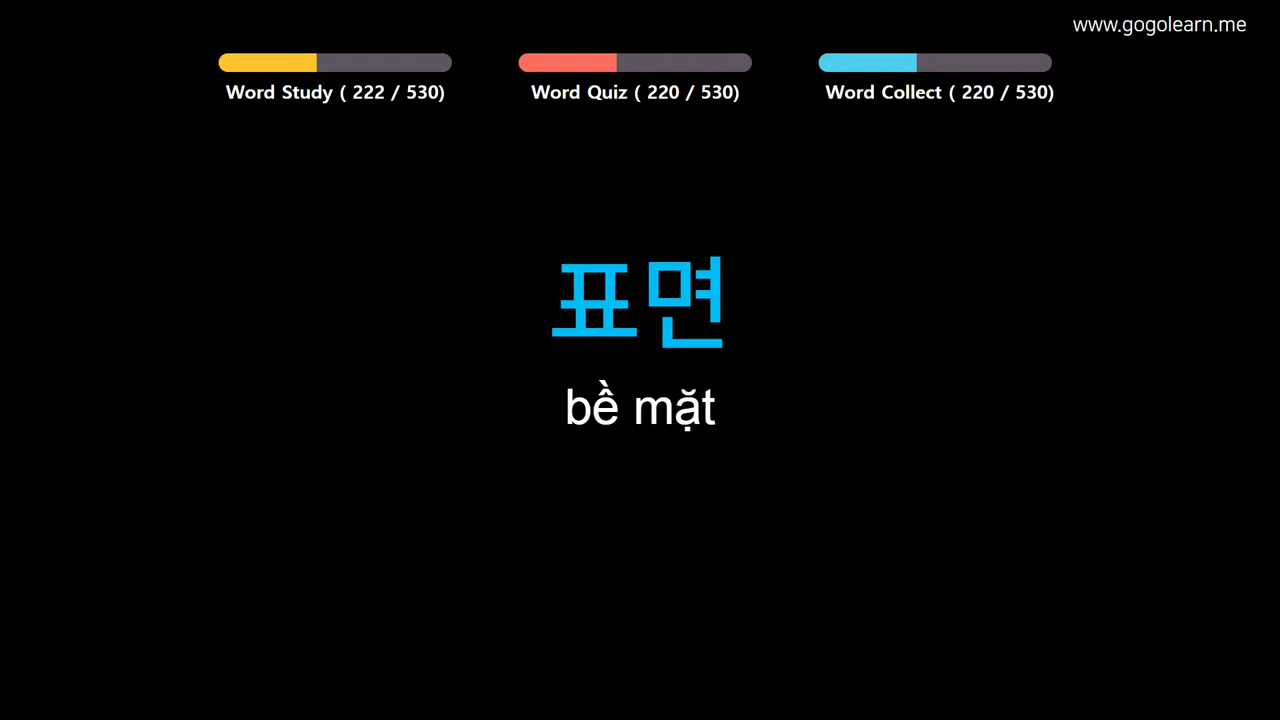 www.gogolearn.me
Word Study ( 222 / 530)
Word Quiz ( 220 / 530)
Word Collect ( 220 / 530)
표면
bề mặt